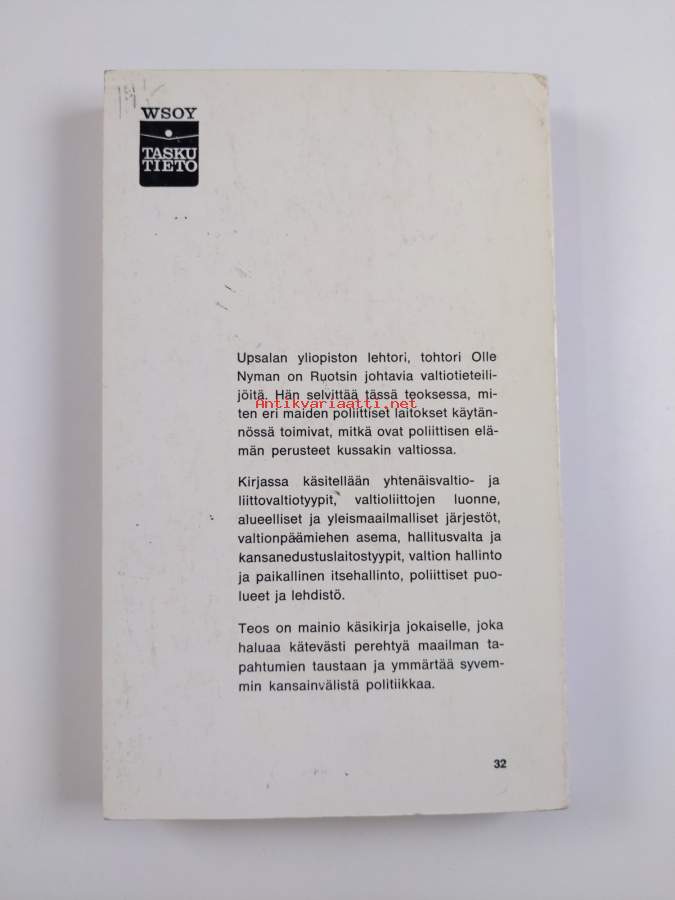 WSOY
TASKU
TIETO
Upsalan yliopiston lehtori, tohtori Olle
Nyman on Ruotsin johtavia valtiotieteili-
jöitä. Hän selvittää tässä teoksessa, mi-
Antikvariaatti.net
ten eri maiden poliittiset laitokset käytän-
nössä toimivat, mitkä ovat poliittisen elä-
män perusteet kussakin valtiossa.
Kirjassa käsitellään yhtenäisvaltio- ja
liittovaltiotyypit, valtioliittojen luonne,
alueelliset ja yleismaailmalliset järjestöt,
valtionpäämiehen asema, hallitusvalta ja
kansanedustuslaitostyypit, valtion hallinto
ja paikallinen itsehallinto, poliittiset puo-
lueet ja lehdistö.
Teos on mainio käsikirja jokaiselle, joka
haluaa kätevästi perehtyä maailman ta-
pahtumien taustaan ja ymmärtää syvem-
min kansainvälistä politiikkaa.
32